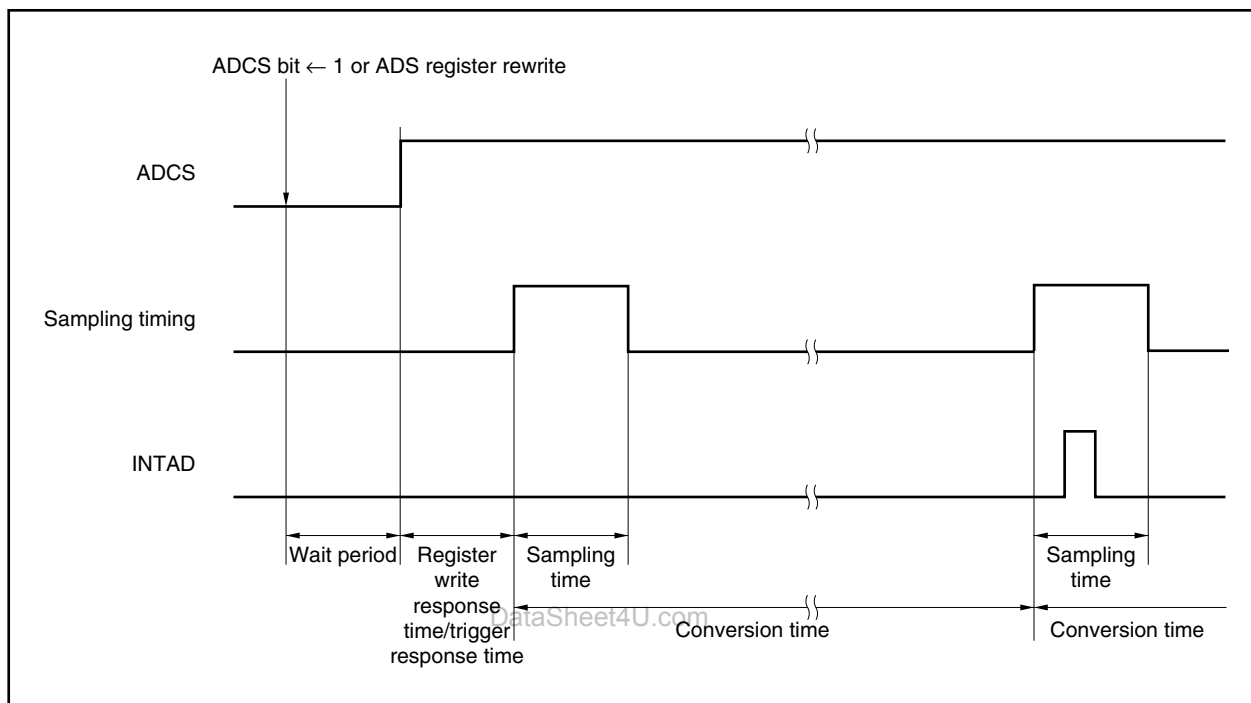 ADCS bit ← 1 or ADS register rewrite
ADCS
Sampling timing
INTAD
Wait period
Register
write
response
time/trigger
response time
Sampling
time
Sampling
time
DataSheet4U.com
Conversion time
Conversion time